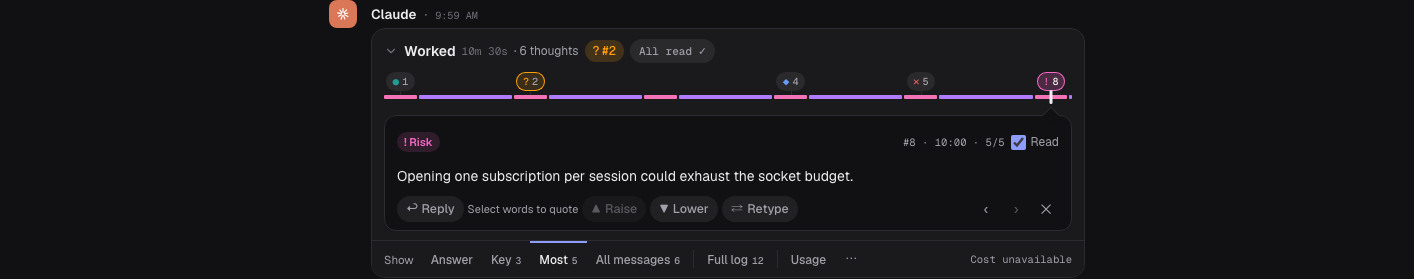 Claude · 9:59 AM
Worked 10m 30s · 6 thoughts ? #2 All read ✓
● 1 ? 2 ◆ 4 × 5 ! 8
! Risk #8 · 10:00 · 5/5 Read
Opening one subscription per session could exhaust the socket budget.
↩ Reply Select words to quote ▲ Raise ▼ Lower ⇄ Retype ‹ › ×
Show Answer Key 3 Most 5 All messages 6 Full log 12 Usage ··· Cost unavailable